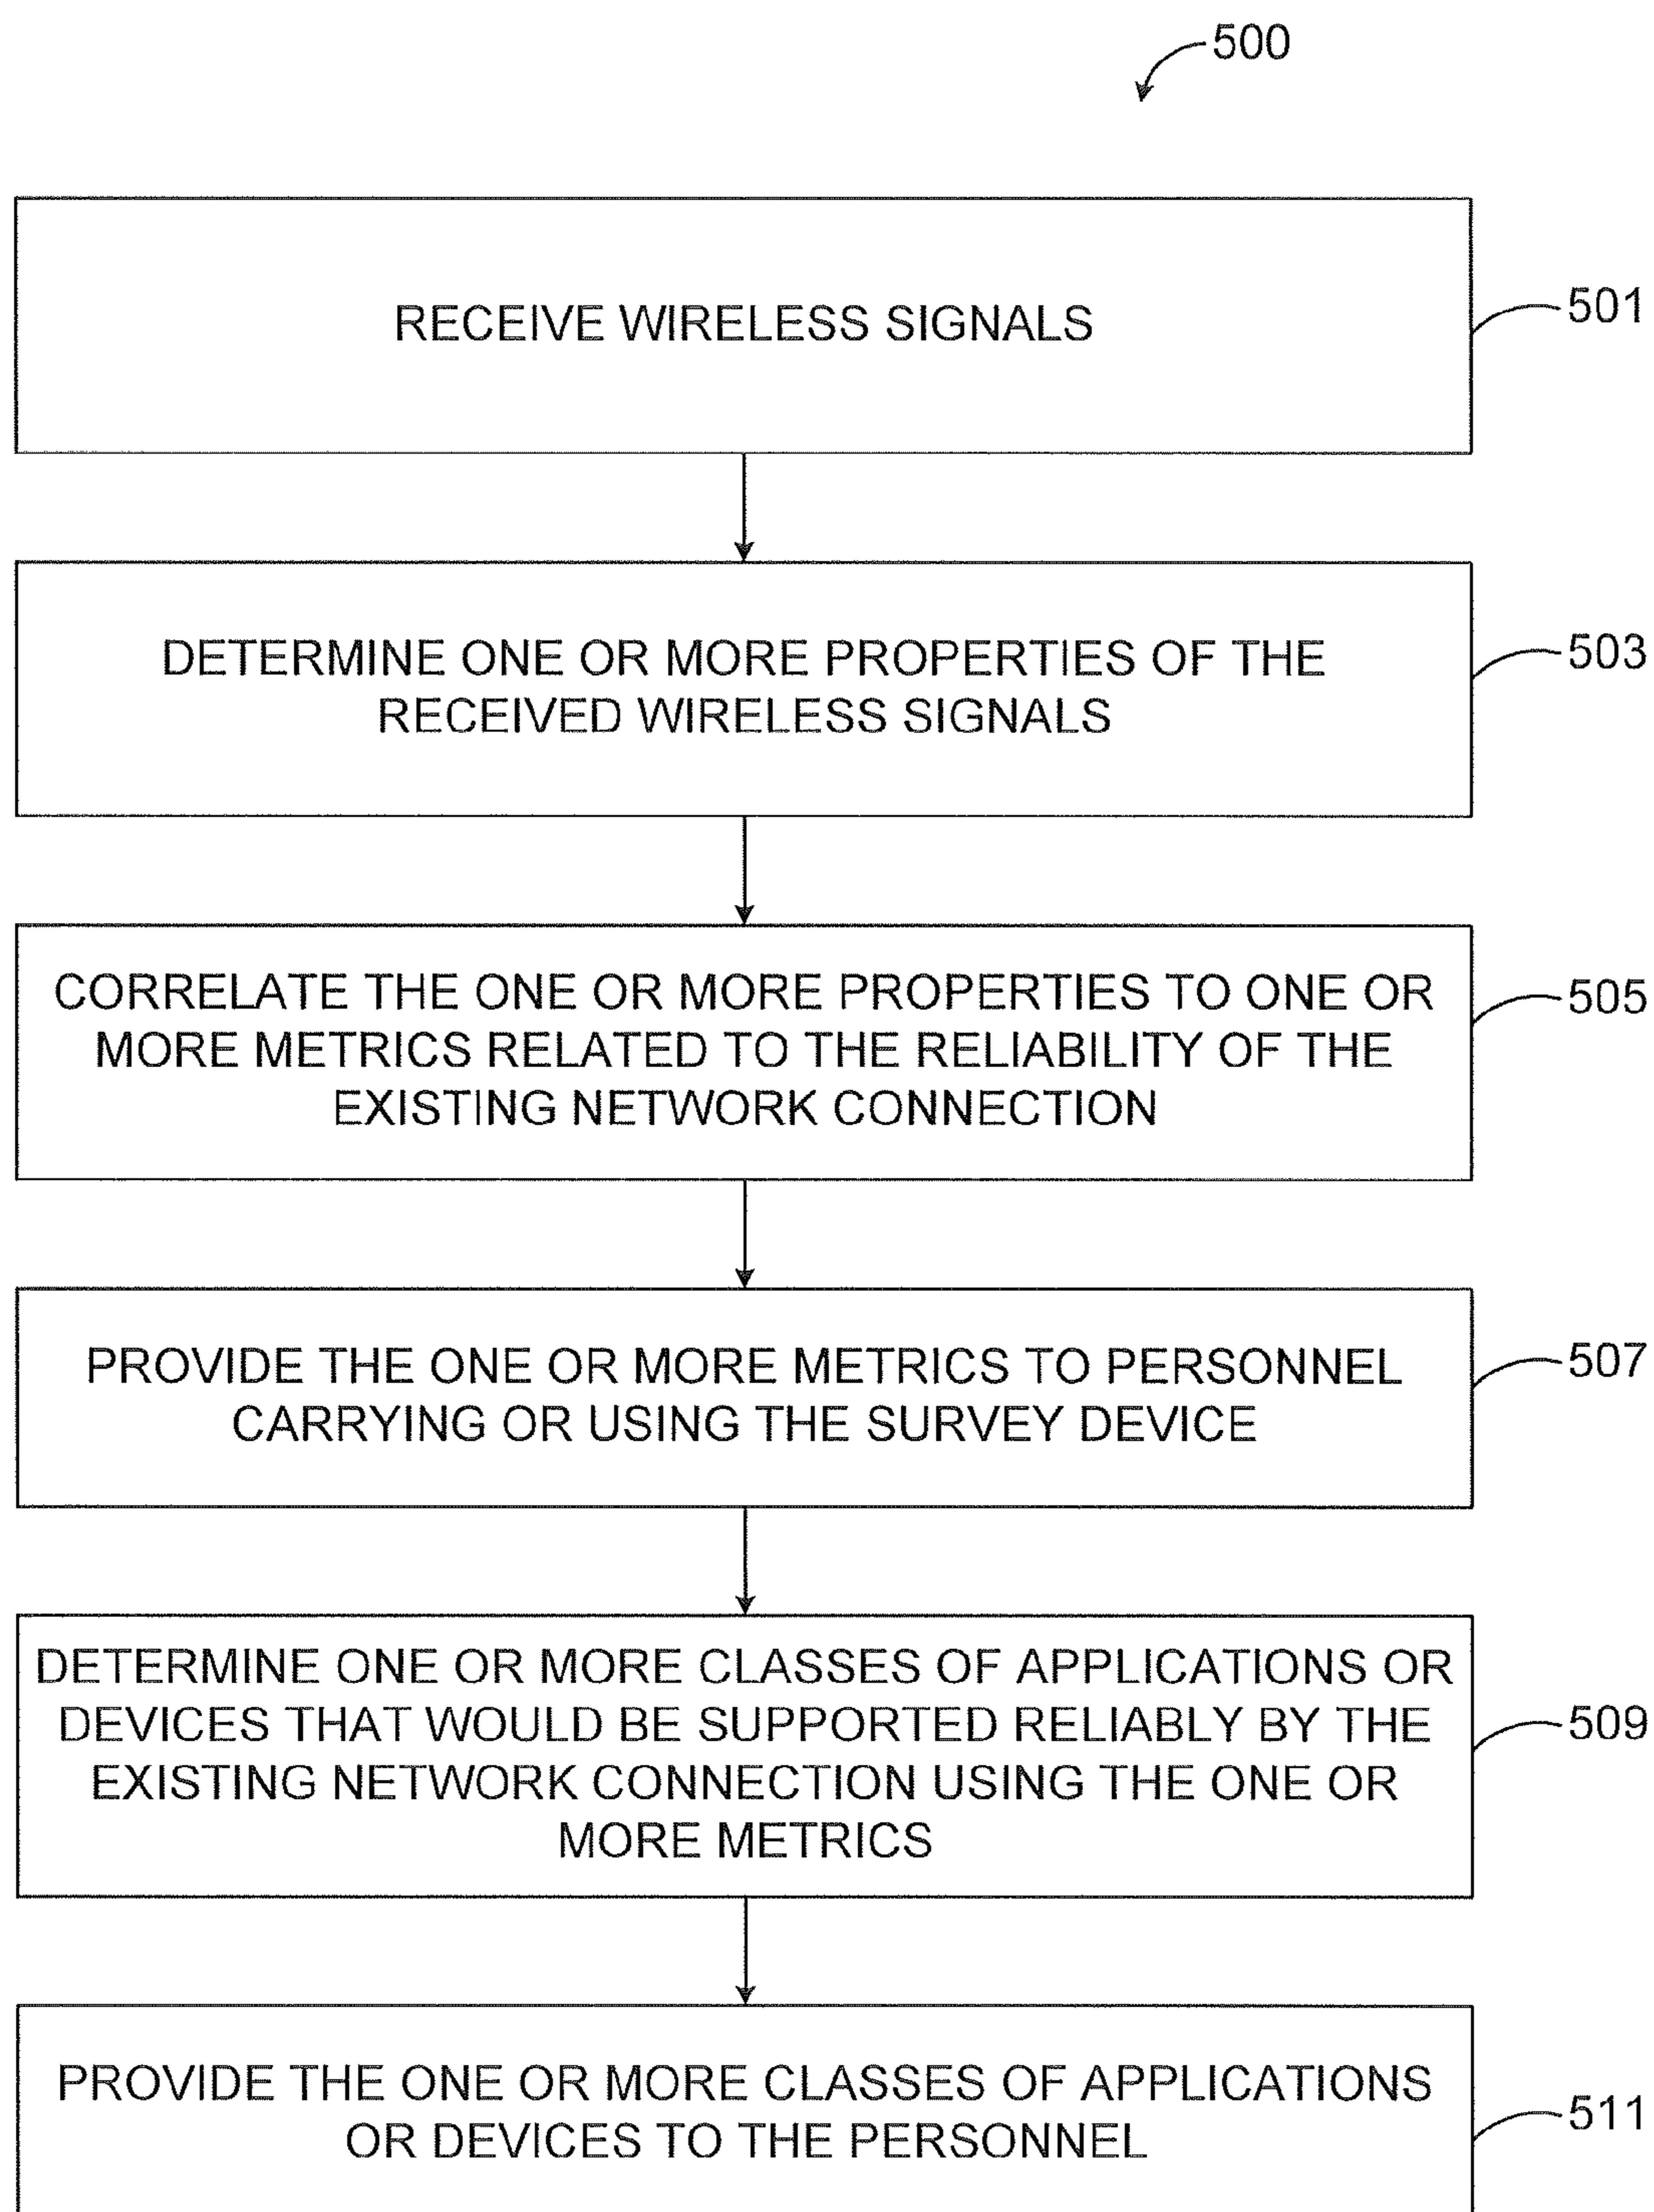 500
RECEIVE WIRELESS SIGNALS
501
DETERMINE ONE OR MORE PROPERTIES OF THE
RECEIVED WIRELESS SIGNALS
503
CORRELATE THE ONE OR MORE PROPERTIES TO ONE OR
MORE METRICS RELATED TO THE RELIABILITY OF THE
EXISTING NETWORK CONNECTION
505
PROVIDE THE ONE OR MORE METRICS TO PERSONNEL
CARRYING OR USING THE SURVEY DEVICE
507
DETERMINE ONE OR MORE CLASSES OF APPLICATIONS OR
DEVICES THAT WOULD BE SUPPORTED RELIABLY BY THE
EXISTING NETWORK CONNECTION USING THE ONE OR
MORE METRICS
509
PROVIDE THE ONE OR MORE CLASSES OF APPLICATIONS
OR DEVICES TO THE PERSONNEL
511